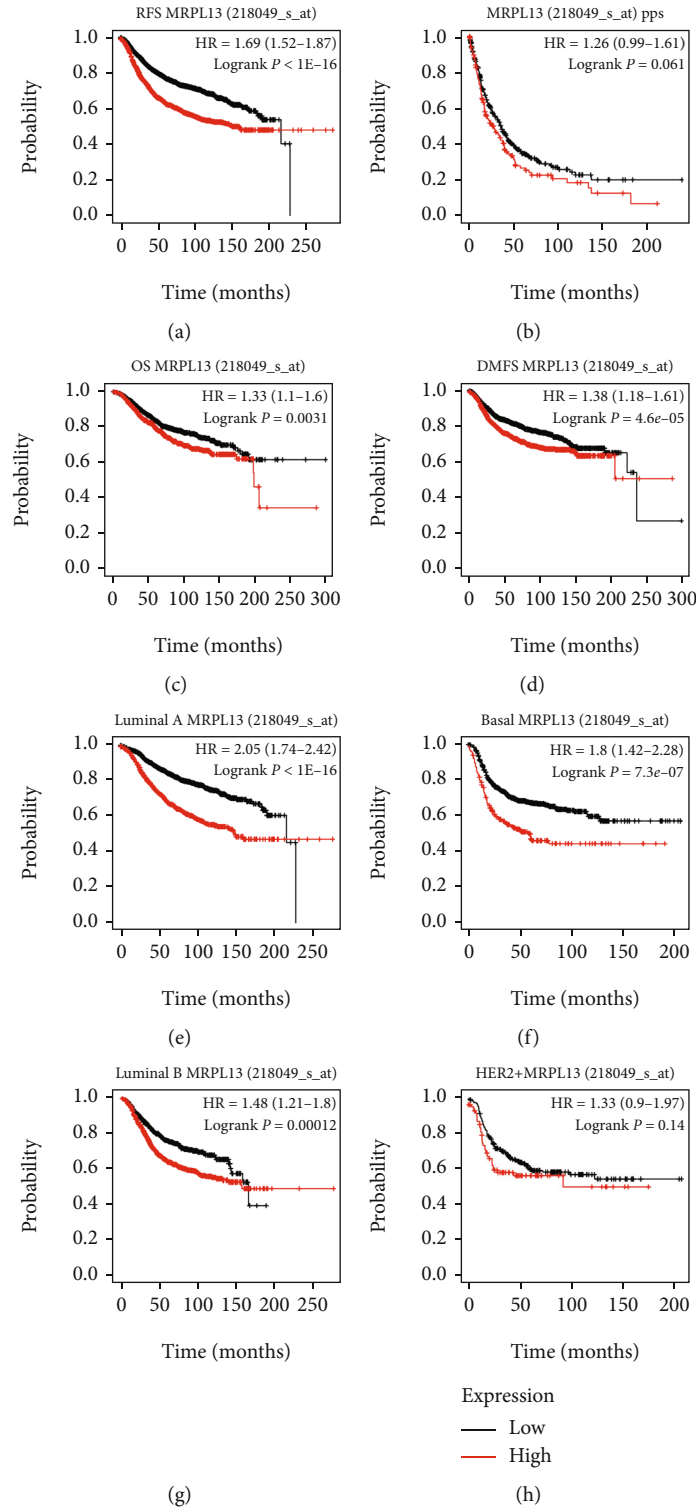 RFS MRPL13 (218049_s_at)
HR = 1.69 (1.52–1.87)
Logrank P < 1E–16
Probability
1.0
0.8
0.6
0.4
0.2
0.0
0 50 100 150 200 250
Time (months)
(a)
MRPL13 (218049_s_at) pps
HR = 1.26 (0.99–1.61)
Logrank P = 0.061
Probability
1.0
0.8
0.6
0.4
0.2
0.0
0 50 100 150 200
Time (months)
(b)
OS MRPL13 (218049_s_at)
HR = 1.33 (1.1–1.6)
Logrank P = 0.0031
Probability
1.0
0.8
0.6
0.4
0.2
0.0
0 50 100 150 200 250 300
Time (months)
(c)
DMFS MRPL13 (218049_s_at)
HR = 1.38 (1.18–1.61)
Logrank P = 4.6e–05
Probability
1.0
0.8
0.6
0.4
0.2
0.0
0 50 100 150 200 250 300
Time (months)
(d)
Luminal A MRPL13 (218049_s_at)
HR = 2.05 (1.74–2.42)
Logrank P < 1E–16
Probability
1.0
0.8
0.6
0.4
0.2
0.0
0 50 100 150 200 250
Time (months)
(e)
Basal MRPL13 (218049_s_at)
HR = 1.8 (1.42–2.28)
Logrank P = 7.3e–07
Probability
1.0
0.8
0.6
0.4
0.2
0.0
0 50 100 150 200
Time (months)
(f)
Luminal B MRPL13 (218049_s_at)
HR = 1.48 (1.21–1.8)
Logrank P = 0.00012
Probability
1.0
0.8
0.6
0.4
0.2
0.0
0 50 100 150 200 250
Time (months)
(g)
HER2+MRPL13 (218049_s_at)
HR = 1.33 (0.9–1.97)
Logrank P = 0.14
Probability
1.0
0.8
0.6
0.4
0.2
0.0
0 50 100 150 200
Time (months)
Expression
Low
High
(h)